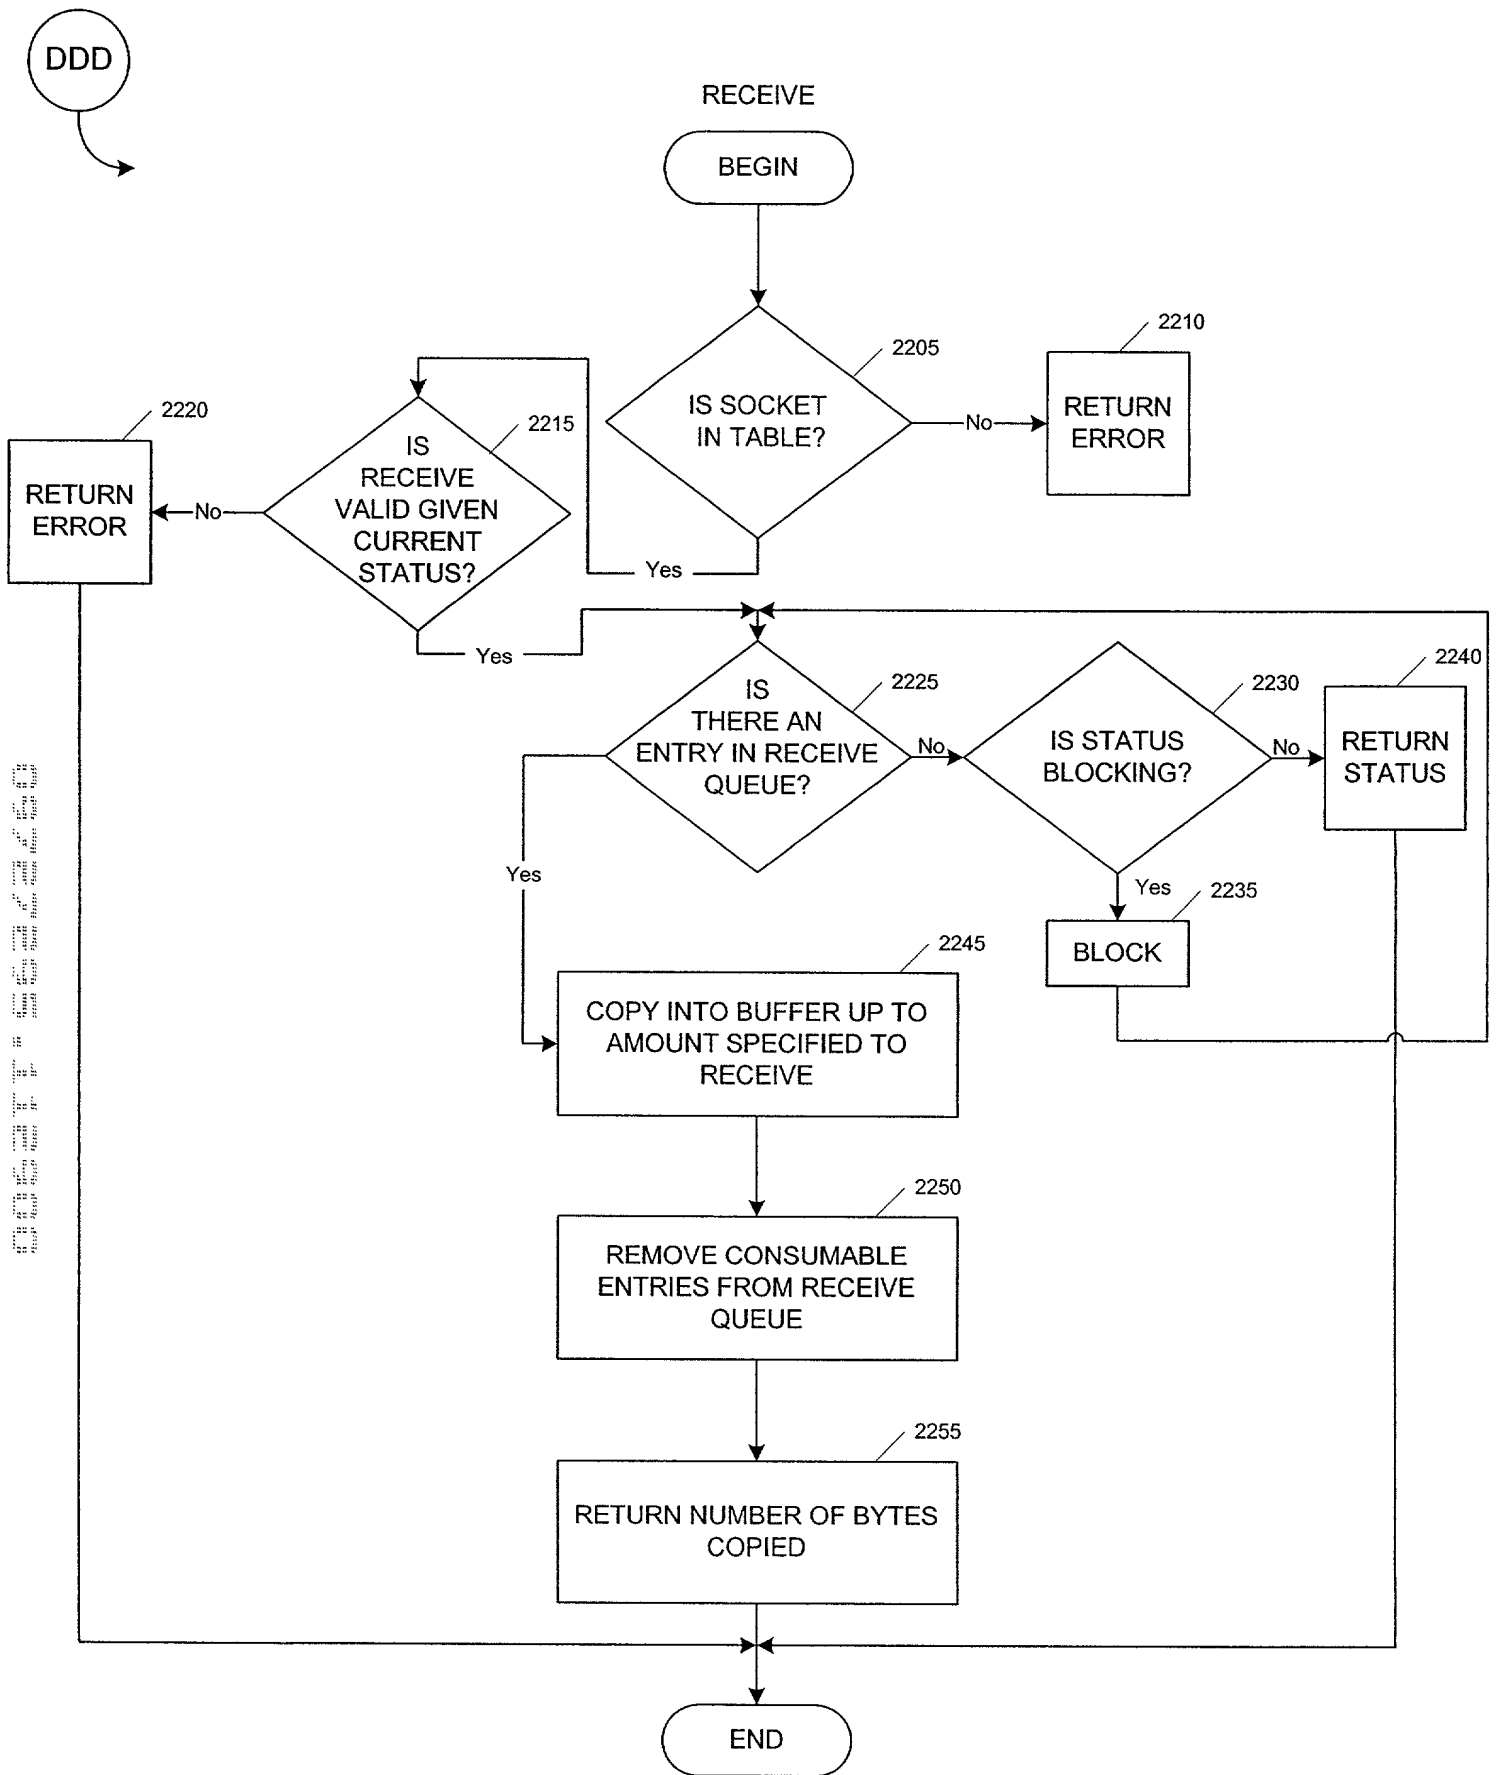 DDD
RECEIVE
BEGIN
2205
IS SOCKET
IN TABLE?
No
2210
RETURN
ERROR
Yes
2215
IS
RECEIVE
VALID GIVEN
CURRENT
STATUS?
No
2220
RETURN
ERROR
Yes
2225
IS
THERE AN
ENTRY IN RECEIVE
QUEUE?
No
2230
IS STATUS
BLOCKING?
No
2240
RETURN
STATUS
Yes
2235
BLOCK
Yes
2245
COPY INTO BUFFER UP TO
AMOUNT SPECIFIED TO
RECEIVE
2250
REMOVE CONSUMABLE
ENTRIES FROM RECEIVE
QUEUE
2255
RETURN NUMBER OF BYTES
COPIED
END